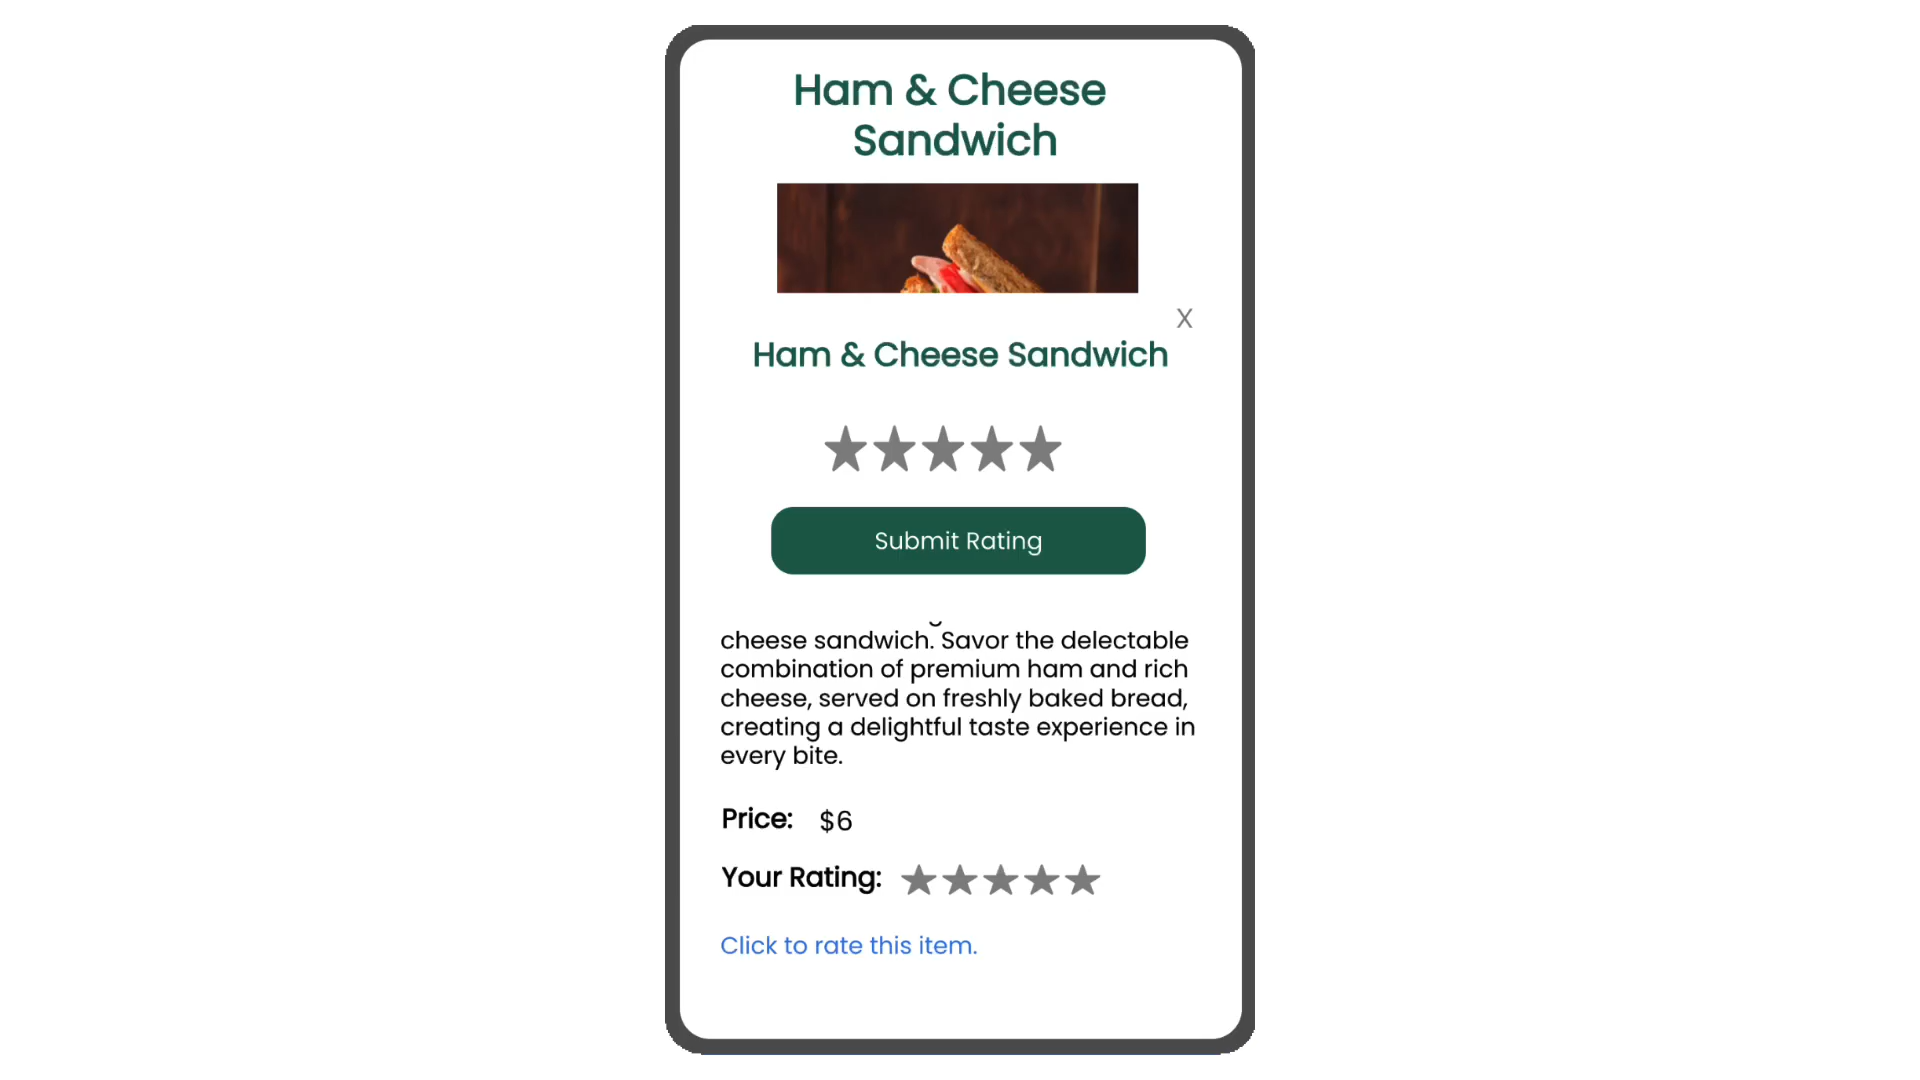 Ham & Cheese
Sandwich
X
Ham & Cheese Sandwich
Submit Rating
cheese sandwich. Savor the delectable
combination of premium ham and rich
cheese, served on freshly baked bread,
creating a delightful taste experience in
every bite.
Price: $6
Your Rating:
Click to rate this item.